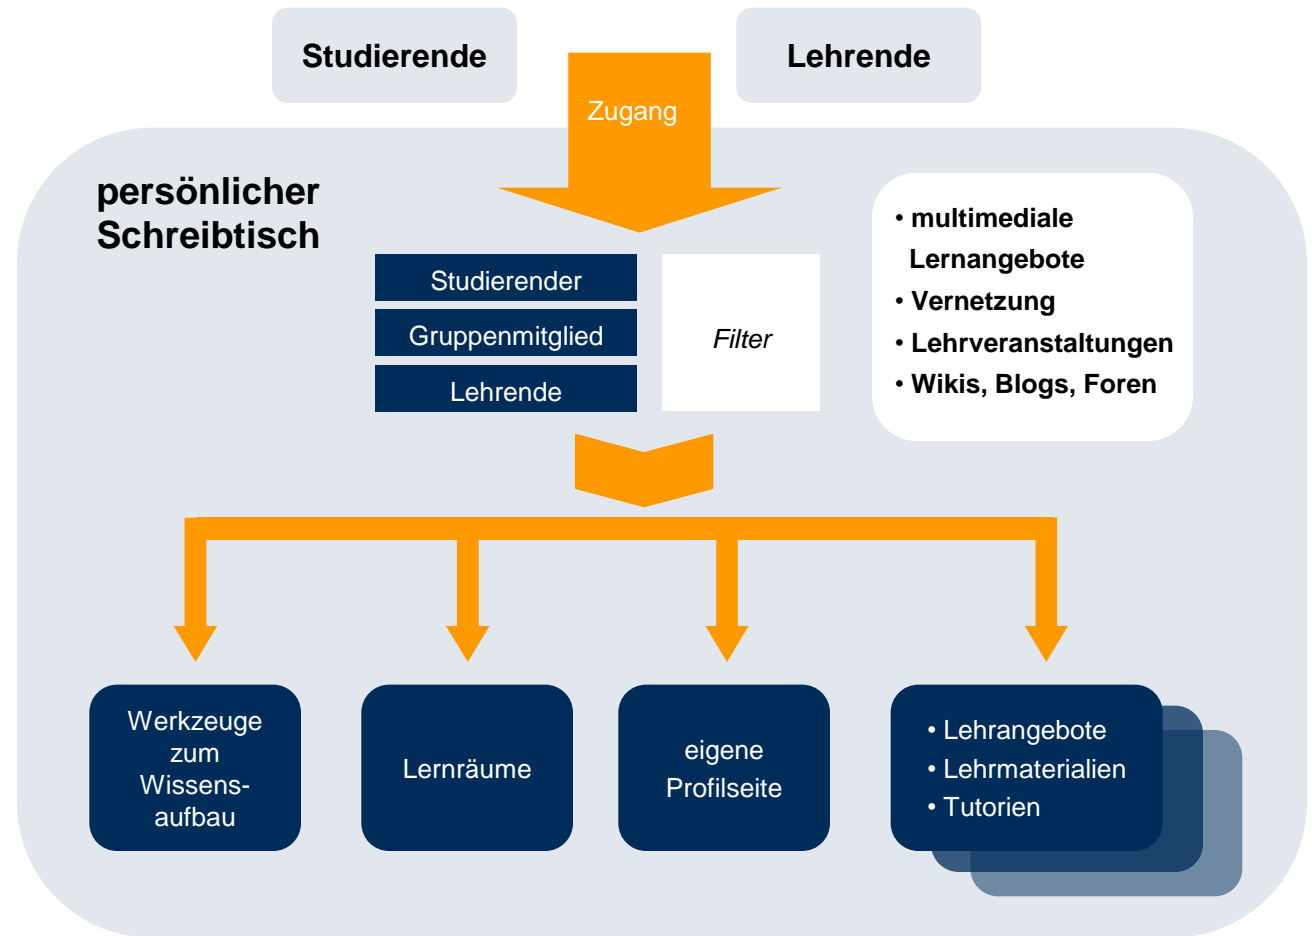 Studierende
Lehrende
Zugang
persönlicher
Schreibtisch
Studierender
Gruppenmitglied
Lehrende
Filter
• multimediale
Lernangebote
• Vernetzung
• Lehrveranstaltungen
• Wikis, Blogs, Foren
Werkzeuge
zum
Wissens-
aufbau
Lernräume
eigene
Profilseite
• Lehrangebote
• Lehrmaterialien
• Tutorien